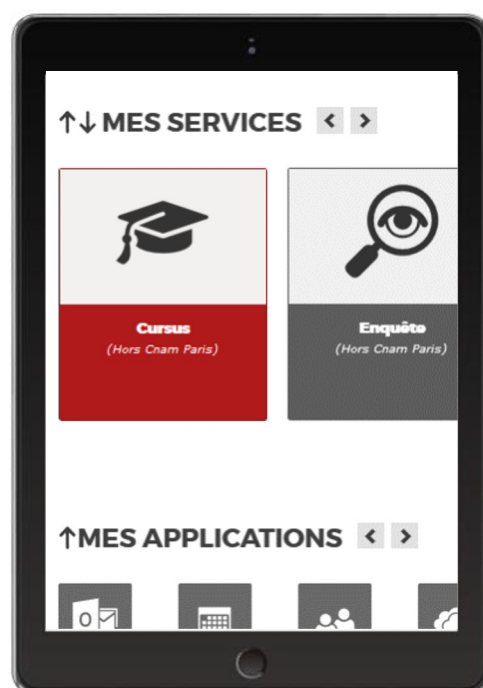 ↑↓ MES SERVICES
Cursus
(Hors Cnam Paris)
Enquête
(Hors Cnam Paris)
↑MES APPLICATIONS